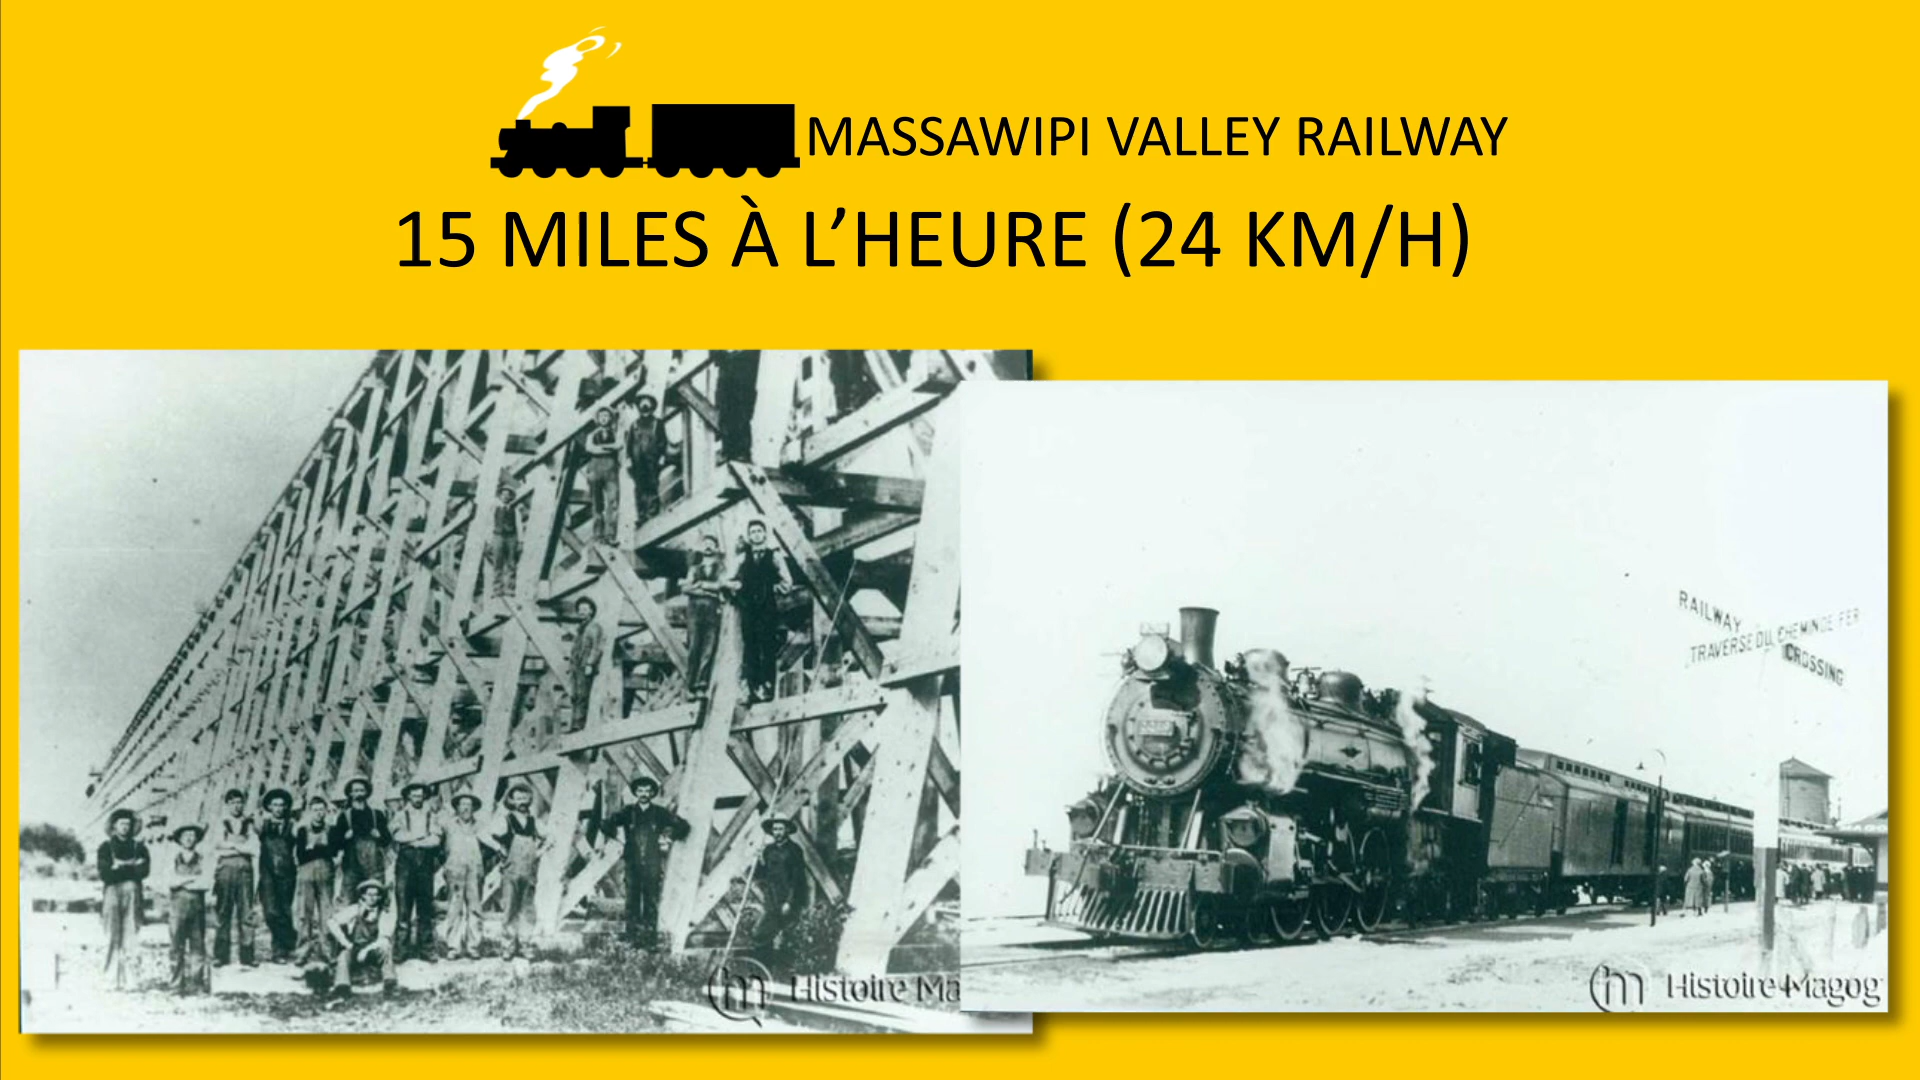 MASSAWIPI VALLEY RAILWAY
15 MILES À L’HEURE (24 KM/H)
RAILWAY
TRAVERSE DU CHEMIN DE FER
CROSSING
Histoire Ma
Histoire Magog